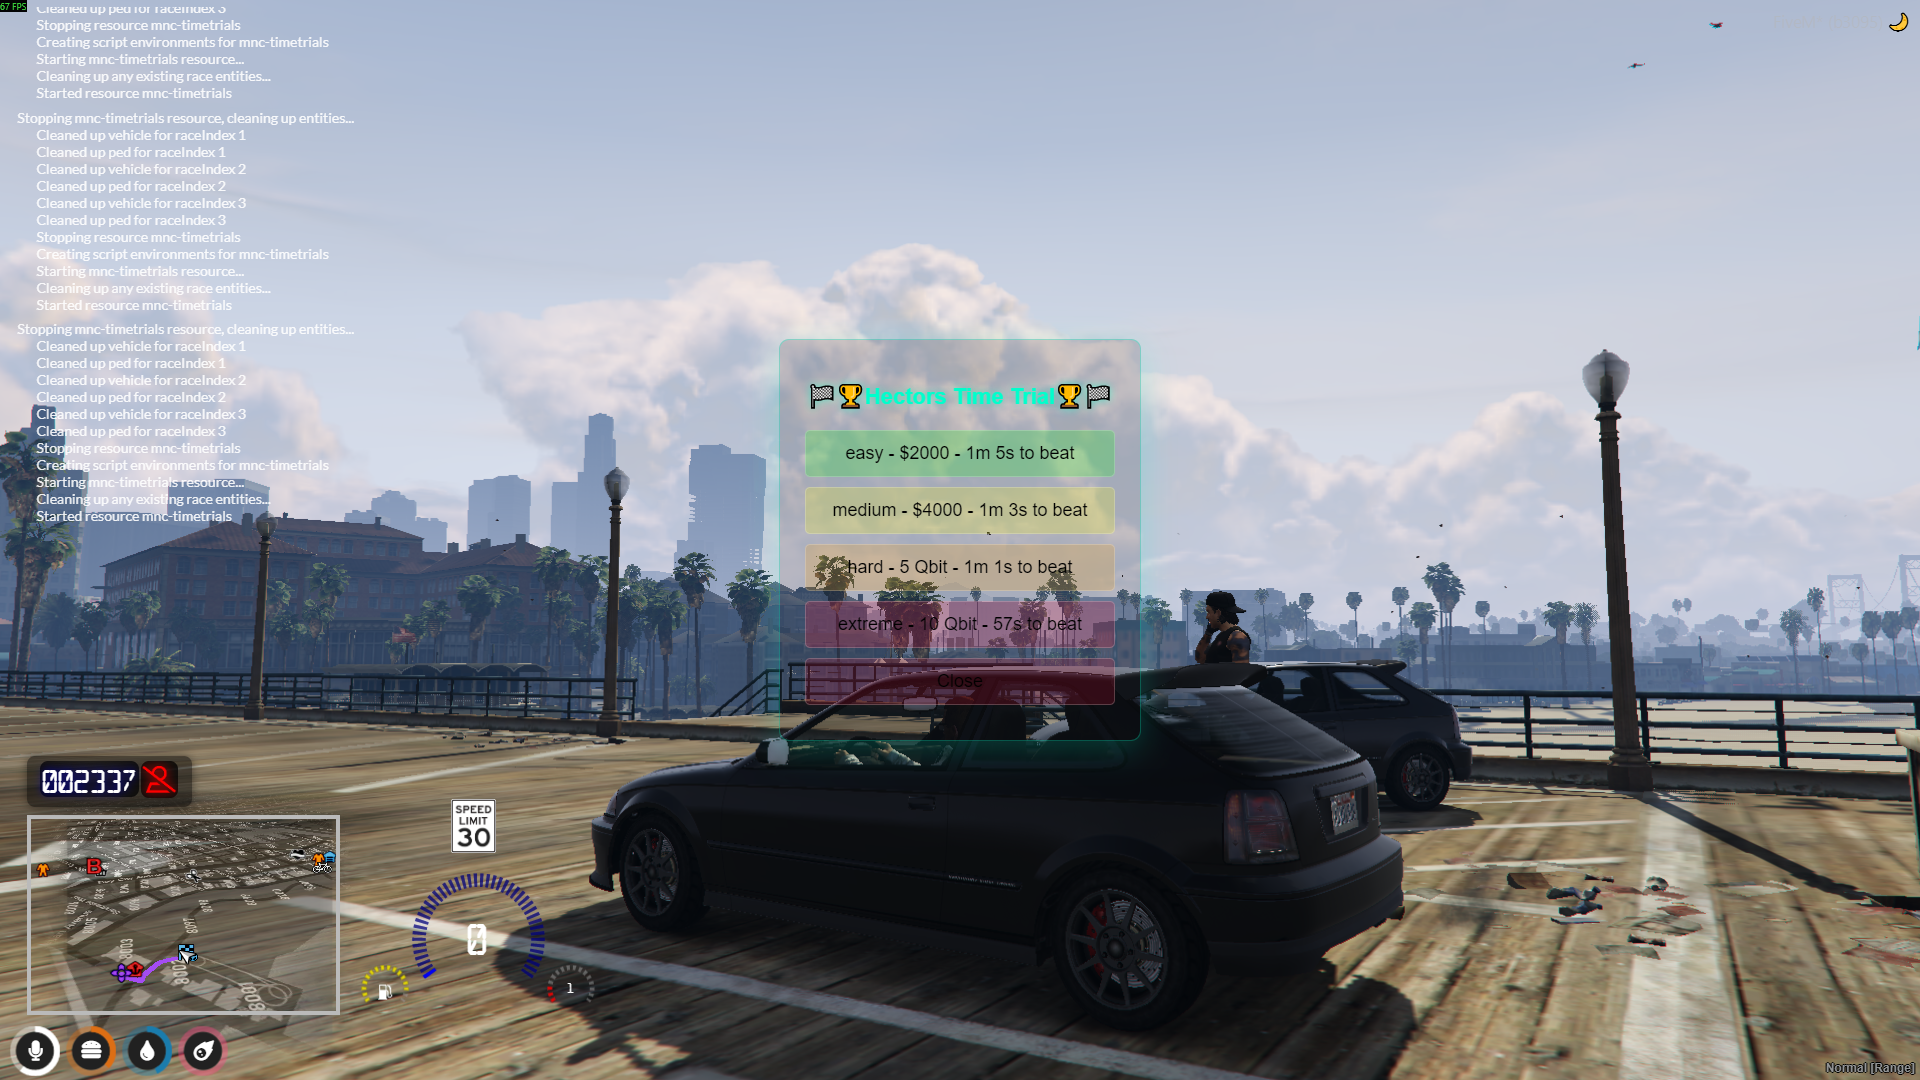 67 FPS
Cleaned up ped for raceIndex 3
Stopping resource mnc-timetrials
Creating script environments for mnc-timetrials
Starting mnc-timetrials resource...
Cleaning up any existing race entities...
Started resource mnc-timetrials
Stopping mnc-timetrials resource, cleaning up entities...
Cleaned up vehicle for raceIndex 1
Cleaned up ped for raceIndex 1
Cleaned up vehicle for raceIndex 2
Cleaned up ped for raceIndex 2
Cleaned up vehicle for raceIndex 3
Cleaned up ped for raceIndex 3
Stopping resource mnc-timetrials
Creating script environments for mnc-timetrials
Starting mnc-timetrials resource...
Cleaning up any existing race entities...
Started resource mnc-timetrials
Stopping mnc-timetrials resource, cleaning up entities...
Cleaned up vehicle for raceIndex 1
Cleaned up ped for raceIndex 1
Cleaned up vehicle for raceIndex 2
Cleaned up ped for raceIndex 2
Cleaned up vehicle for raceIndex 3
Cleaned up ped for raceIndex 3
Stopping resource mnc-timetrials
Creating script environments for mnc-timetrials
Starting mnc-timetrials resource...
Cleaning up any existing race entities...
Started resource mnc-timetrials
Hectors Time Trial
easy - $2000 - 1m 5s to beat
medium - $4000 - 1m 3s to beat
hard - 5 Qbit - 1m 1s to beat
extreme - 10 Qbit - 57s to beat
Close
002337
SPEED
LIMIT
30
B
8003
0
1
Normal [Range]